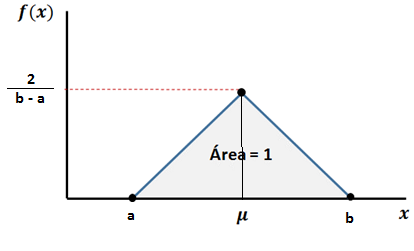 f(x)
2
b - a
Área = 1
a μ b x